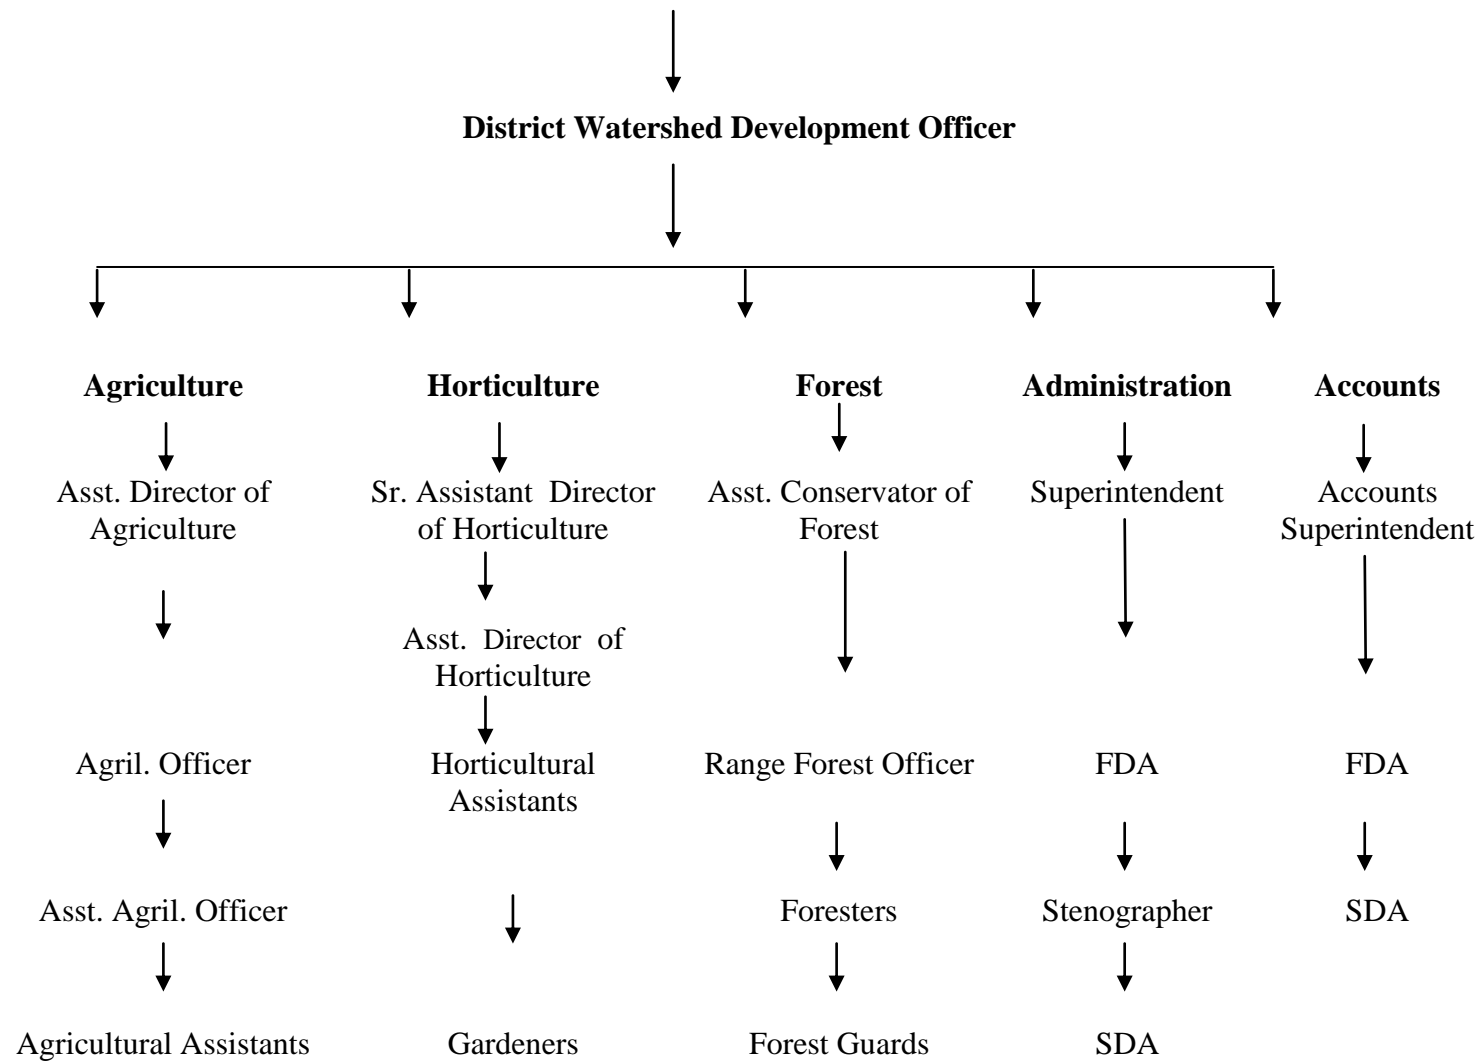 District Watershed Development Officer
Agriculture
Horticulture
Forest
Administration
Accounts
Asst. Director of
Agriculture
Sr. Assistant Director
of Horticulture
Asst. Conservator of
Forest
Superintendent
Accounts
Superintendent
Asst. Director of
Horticulture
Agril. Officer
Horticultural
Assistants
Range Forest Officer
FDA
FDA
Asst. Agril. Officer
Foresters
Stenographer
SDA
Agricultural Assistants
Gardeners
Forest Guards
SDA